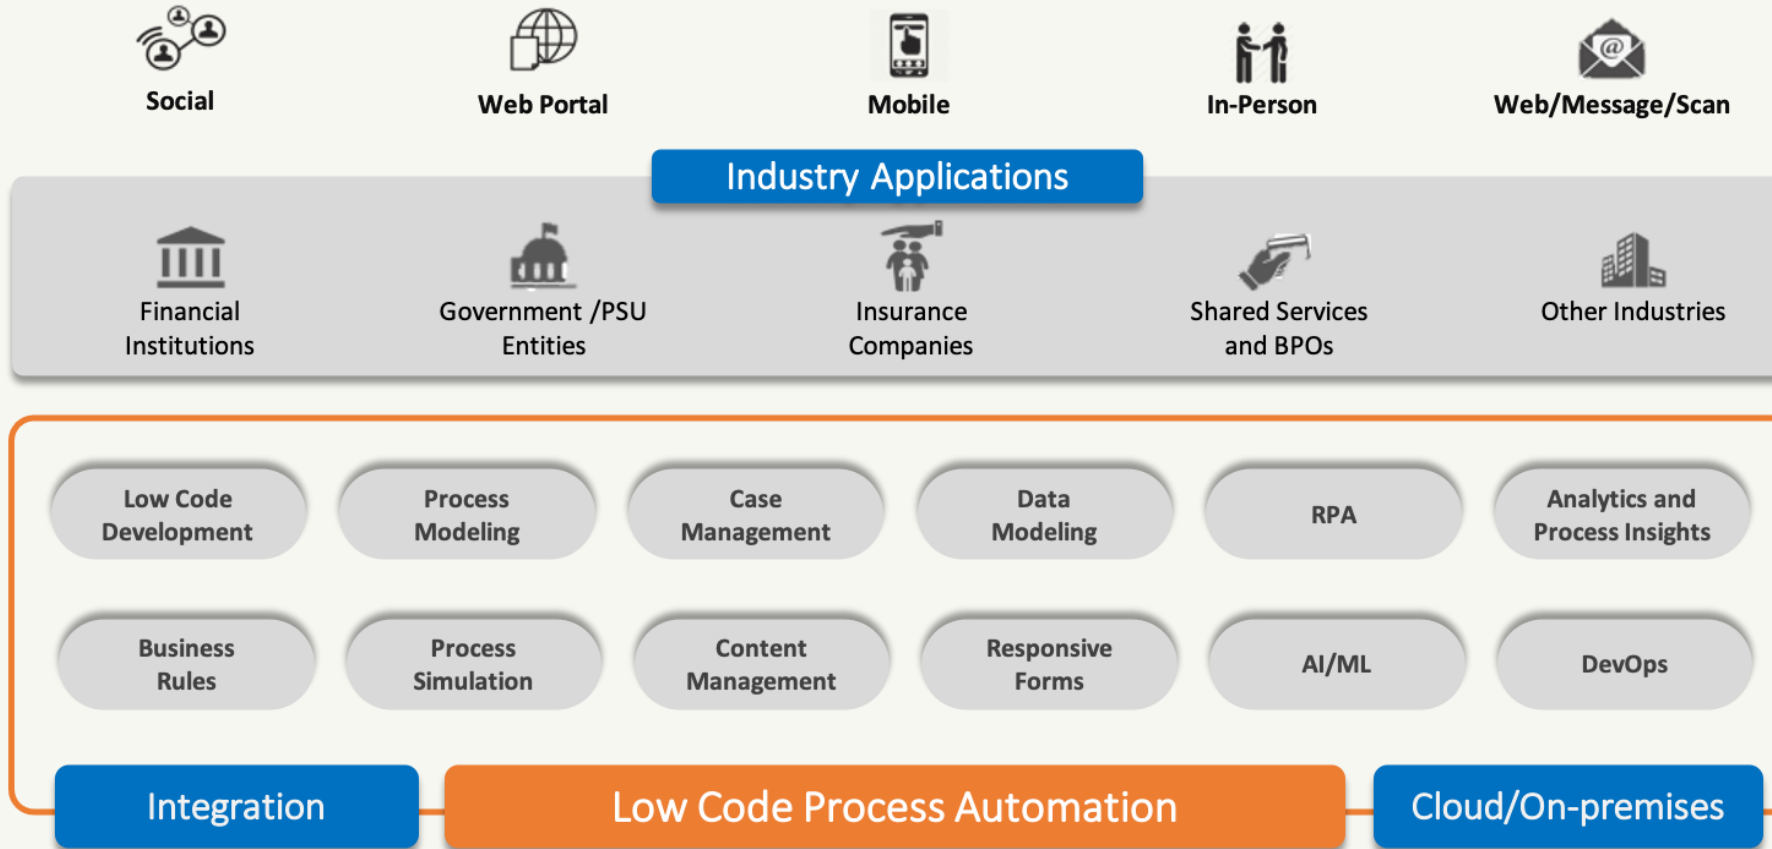 Social
Web Portal
Mobile
In-Person
Web/Message/Scan
Industry Applications
Financial
Institutions
Government /PSU
Entities
Insurance
Companies
Shared Services
and BPOs
Other Industries
Low Code
Development
Process
Modeling
Case
Management
Data
Modeling
RPA
Analytics and
Process Insights
Business
Rules
Process
Simulation
Content
Management
Responsive
Forms
AI/ML
DevOps
Integration
Low Code Process Automation
Cloud/On-premises